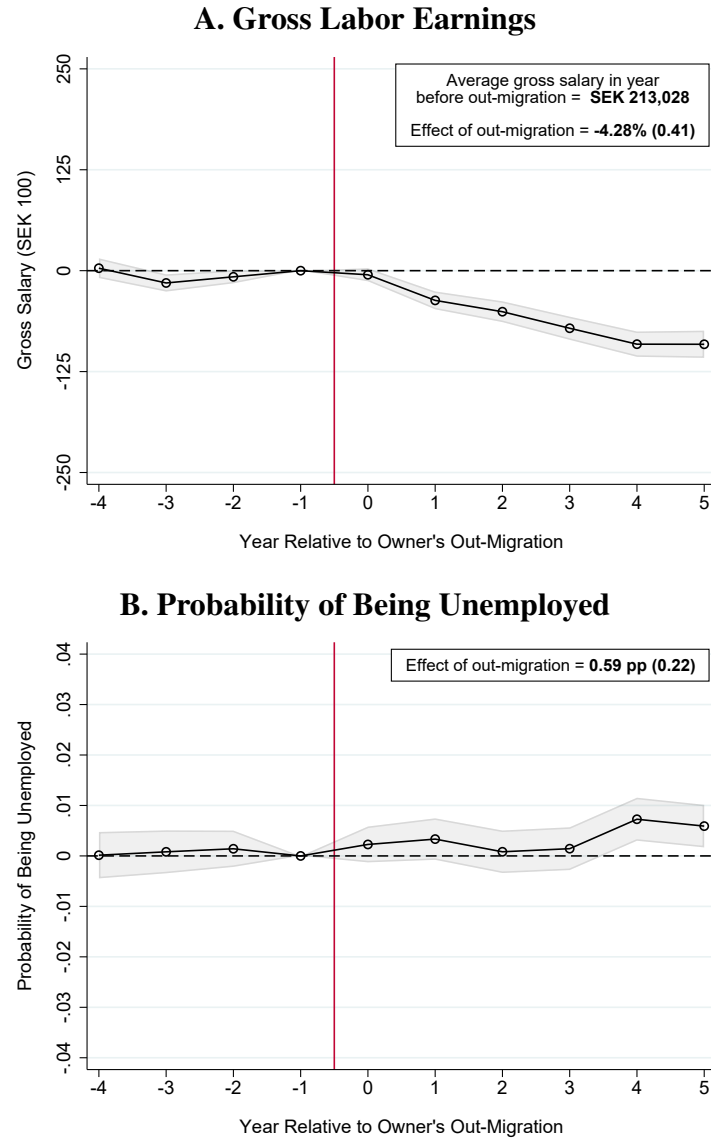 A. Gross Labor Earnings
Average gross salary in year
before out-migration = SEK 213,028
Effect of out-migration = -4.28% (0.41)
Gross Salary (SEK 100)
250
125
0
-125
-250
-4 -3 -2 -1 0 1 2 3 4 5
Year Relative to Owner's Out-Migration
B. Probability of Being Unemployed
Effect of out-migration = 0.59 pp (0.22)
Probability of Being Unemployed
.04
.03
.02
.01
0
-.01
-.02
-.03
-.04
-4 -3 -2 -1 0 1 2 3 4 5
Year Relative to Owner's Out-Migration